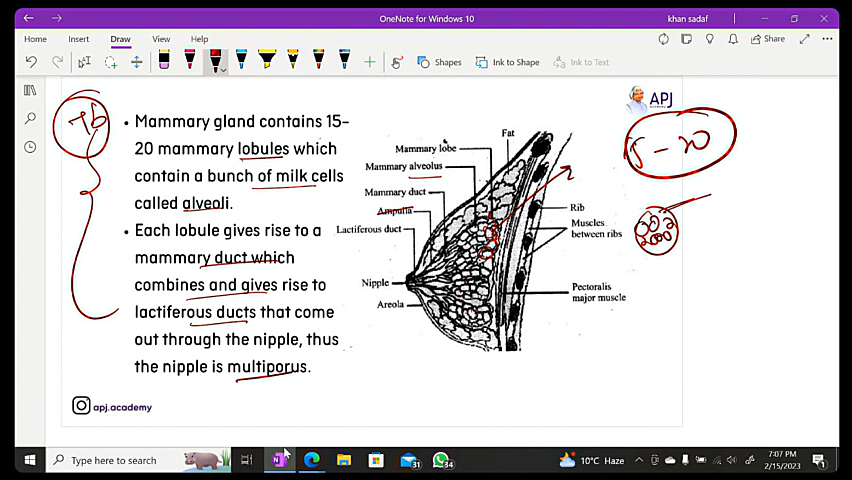 OneNote for Windows 10
khan sadaf
Home Insert Draw View Help
Share
Shapes
Ink to Shape
Ink to Text
APJ
• Mammary gland contains 15-
20 mammary lobules which
contain a bunch of milk cells
called alveoli.
• Each lobule gives rise to a
mammary duct which
combines and gives rise to
lactiferous ducts that come
out through the nipple, thus
the nipple is multiporus.
Fat
Mammary lobe
Mammary alveolus
Mammary duct
Ampulla
Lactiferous duct
Nipple
Areola
Rib
Muscles
between ribs
Pectoralis
major muscle
apj.academy
Type here to search
31
34
10°C Haze
7:07 PM
2/15/2023
1